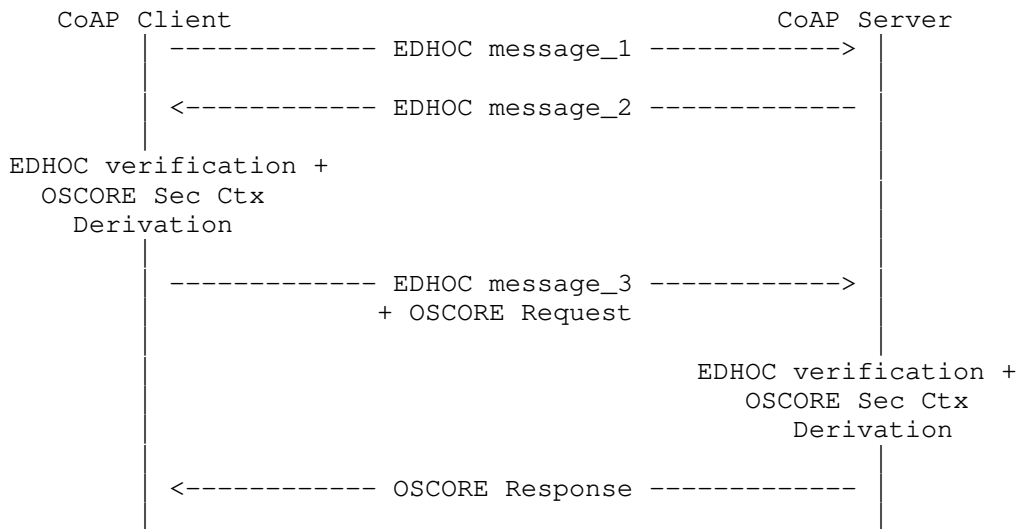 CoAP Client CoAP Server
| ------------- EDHOC message_1 ------------> |
| |
| <------------ EDHOC message_2 ------------- |
| |
EDHOC verification + |
OSCORE Sec Ctx |
Derivation |
| |
| ------------- EDHOC message_3 ------------> |
| + OSCORE Request |
| |
| EDHOC verification +
| OSCORE Sec Ctx
| Derivation
| |
| <------------ OSCORE Response ------------- |
| |